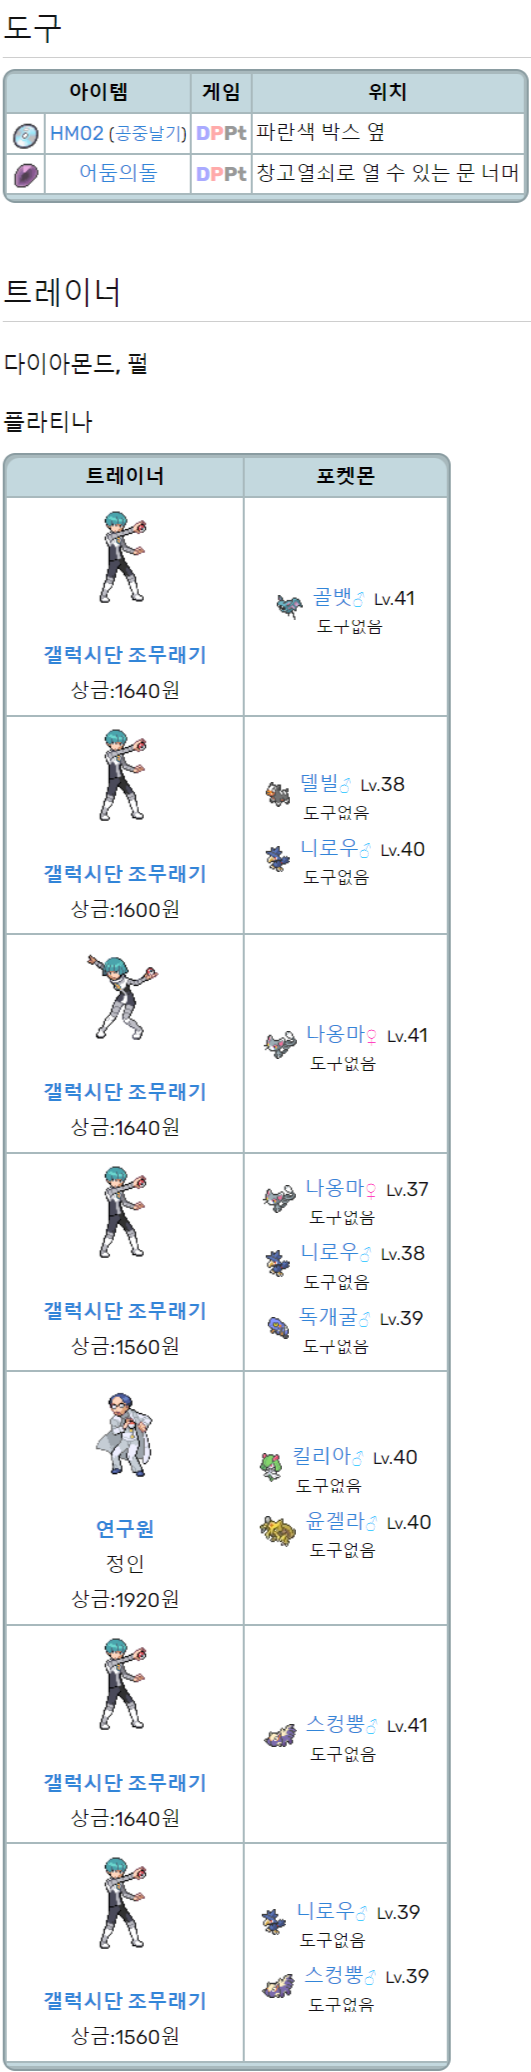 도구
아이템 게임 위치
HM02 (공중날기) DPPt 파란색 박스 옆
어둠의돌 DPPt 창고열쇠로 열 수 있는 문 너머
트레이너
다이아몬드, 펄
플라티나
트레이너 포켓몬
갤럭시단 조무래기
상금:1640원
골뱃♂ Lv.41
도구없음
갤럭시단 조무래기
상금:1600원
델빌♂ Lv.38
도구없음
니로우♂ Lv.40
도구없음
갤럭시단 조무래기
상금:1640원
나옹마♀ Lv.41
도구없음
갤럭시단 조무래기
상금:1560원
나옹마♀ Lv.37
도구없음
니로우♂ Lv.38
도구없음
독개굴♂ Lv.39
도구없음
연구원
정인
상금:1920원
킬리아♂ Lv.40
도구없음
윤겔라♂ Lv.40
도구없음
갤럭시단 조무래기
상금:1640원
스컹뿡♂ Lv.41
도구없음
갤럭시단 조무래기
상금:1560원
니로우♂ Lv.39
도구없음
스컹뿡♂ Lv.39
도구없음